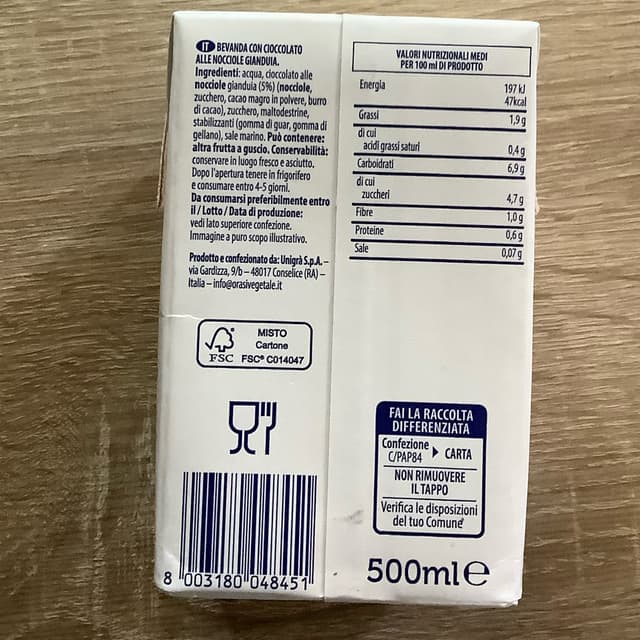 IT BEVANDA CON CIOCCOLATO
ALLE NOCCIOLE GIANDUIA.
Ingredienti: acqua, cioccolato alle
nocciole gianduia (5%) (nocciole,
zucchero, cacao magro in polvere, burro
di cacao), zucchero, maltodestrine,
stabilizzanti (gomma di guar, gomma di
gellano), sale marino. Può contenere:
altra frutta a guscio. Conservabilità:
conservare in luogo fresco e asciutto.
Dopo l'apertura tenere in frigorifero
e consumare entro 4-5 giorni.
Da consumarsi preferibilmente entro
il / Lotto / Data di produzione:
vedi lato superiore confezione.
Immagine a puro scopo illustrativo.
Prodotto e confezionato da: Unigrà S.p.A. –
via Gardizza, 9/b – 48017 Conselice (RA) –
Italia – info@orasivegetale.it
FSC
MISTO
Cartone
FSC® C014047
8 003180 048451
VALORI NUTRIZIONALI MEDI
PER 100 ml DI PRODOTTO
Energia 197 kJ
47kcal
Grassi 1,9 g
di cui
acidi grassi saturi 0,4 g
Carboidrati 6,9 g
di cui
zuccheri 4,7 g
Fibre 1,0 g
Proteine 0,6 g
Sale 0,07 g
FAI LA RACCOLTA
DIFFERENZIATA
Confezione
C/PAP84 CARTA
NON RIMUOVERE
IL TAPPO
Verifica le disposizioni
del tuo Comune
500ml e